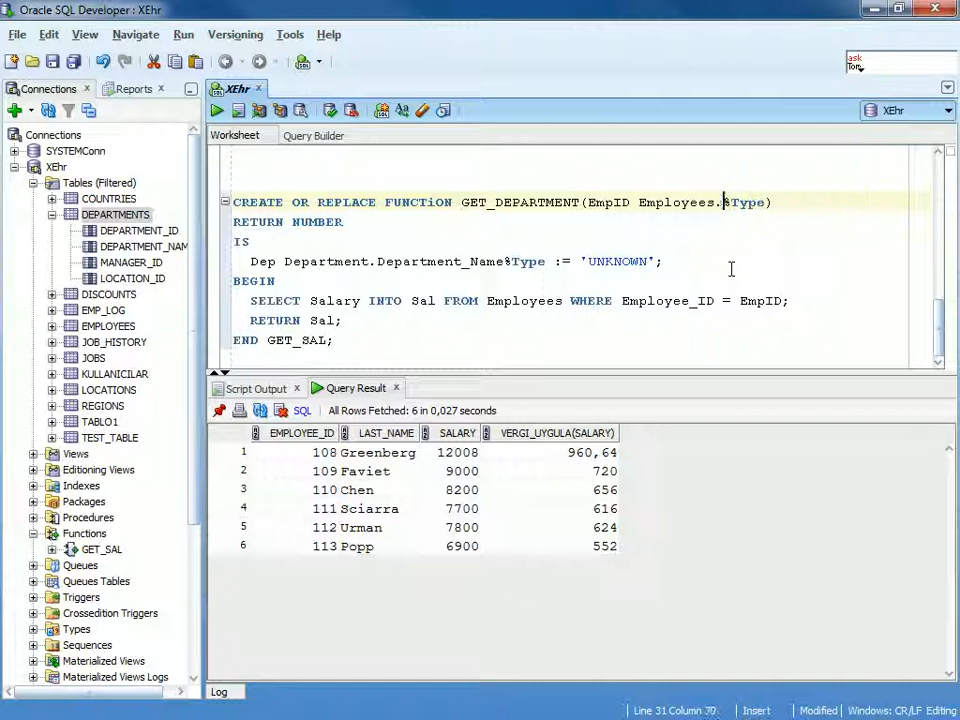 Oracle SQL Developer : XEhr
File Edit View Navigate Run Versioning Tools Help
ask
Tom
Connections
Reports
XEhr
XEhr
Worksheet Query Builder
Connections
SYSTEMConn
XEhr
Tables (Filtered)
COUNTRIES
DEPARTMENTS
DEPARTMENT_ID
DEPARTMENT_NAM
MANAGER_ID
LOCATION_ID
DISCOUNTS
EMP_LOG
EMPLOYEES
JOB_HISTORY
JOBS
KULLANICILAR
LOCATIONS
REGIONS
TABLO1
TEST_TABLE
Views
Editioning Views
Indexes
Packages
Procedures
Functions
GET_SAL
Queues
Queues Tables
Triggers
Crossedition Triggers
Types
Sequences
Materialized Views
Materialized Views Logs
CREATE OR REPLACE FUNCTiON GET_DEPARTMENT(EmpID Employees.%Type)
RETURN NUMBER
IS
Dep Department.Department_Name%Type := 'UNKNOWN';
BEGIN
SELECT Salary INTO Sal FROM Employees WHERE Employee_ID = EmpID;
RETURN Sal;
END GET_SAL;
Script Output Query Result
SQL All Rows Fetched: 6 in 0,027 seconds
EMPLOYEE_ID LAST_NAME SALARY VERGI_UYGULA(SALARY)
1 108 Greenberg 12008 960,64
2 109 Faviet 9000 720
3 110 Chen 8200 656
4 111 Sciarra 7700 616
5 112 Urman 7800 624
6 113 Popp 6900 552
Log
Line 31 Column 70 Insert Modified Windows: CR/LF Editing